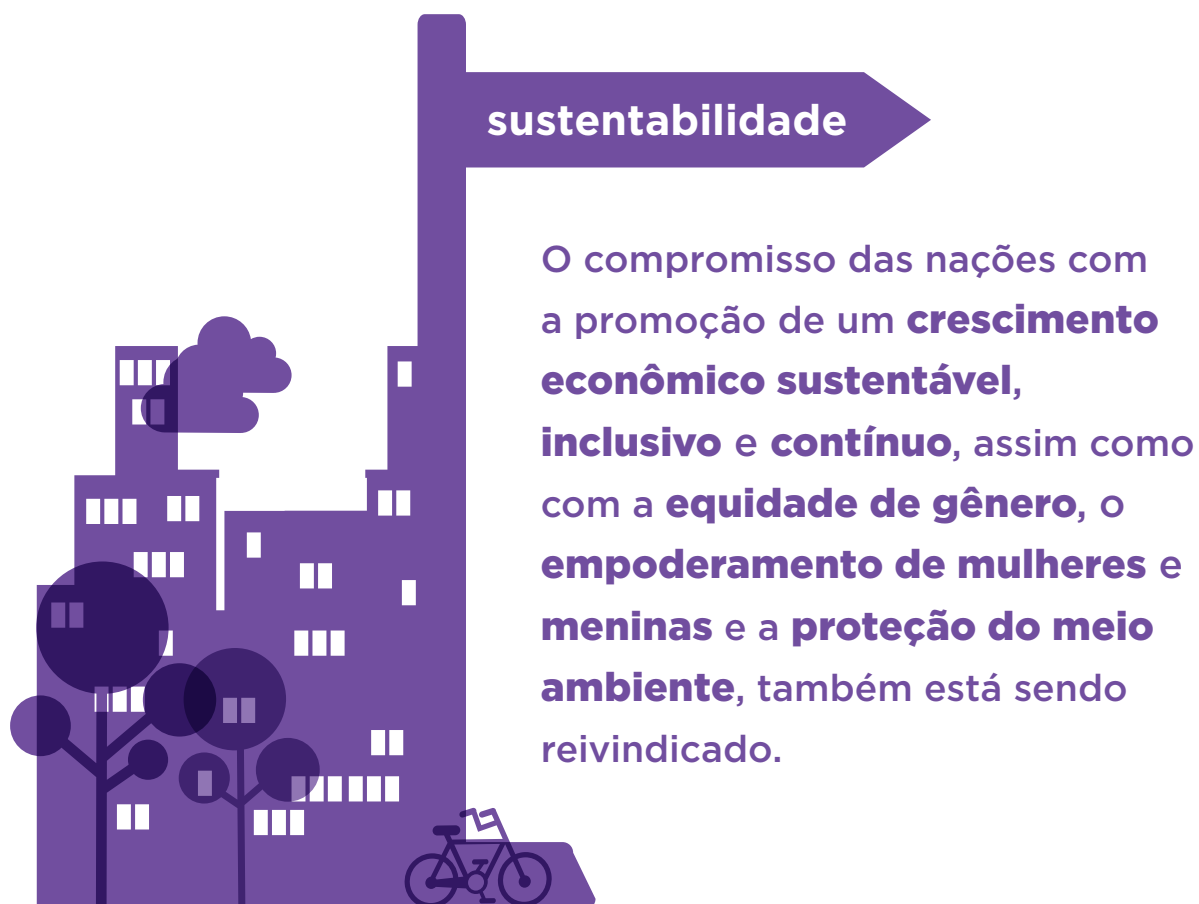 sustentabilidade
O compromisso das nações com
a promoção de um crescimento
econômico sustentável,
inclusivo e contínuo, assim como
com a equidade de gênero, o
empoderamento de mulheres e
meninas e a proteção do meio
ambiente, também está sendo
reivindicado.